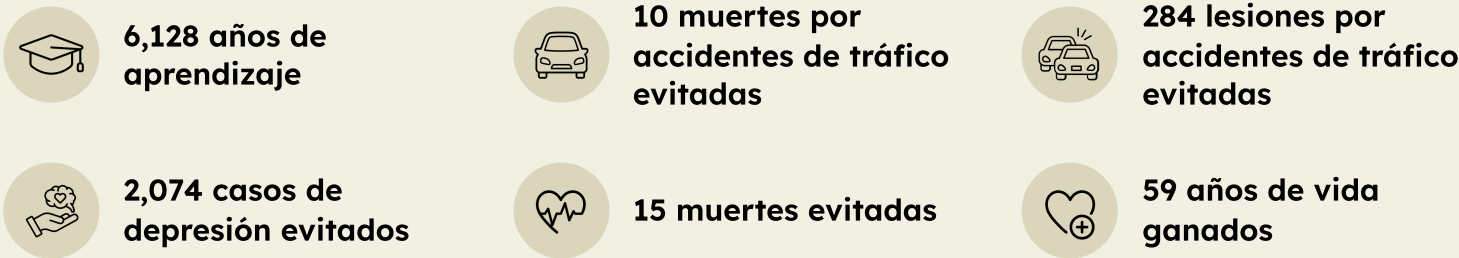 6,128 años de
aprendizaje
10 muertes por
accidentes de tráfico
evitadas
284 lesiones por
accidentes de tráfico
evitadas
2,074 casos de
depresión evitados
15 muertes evitadas
59 años de vida
ganados